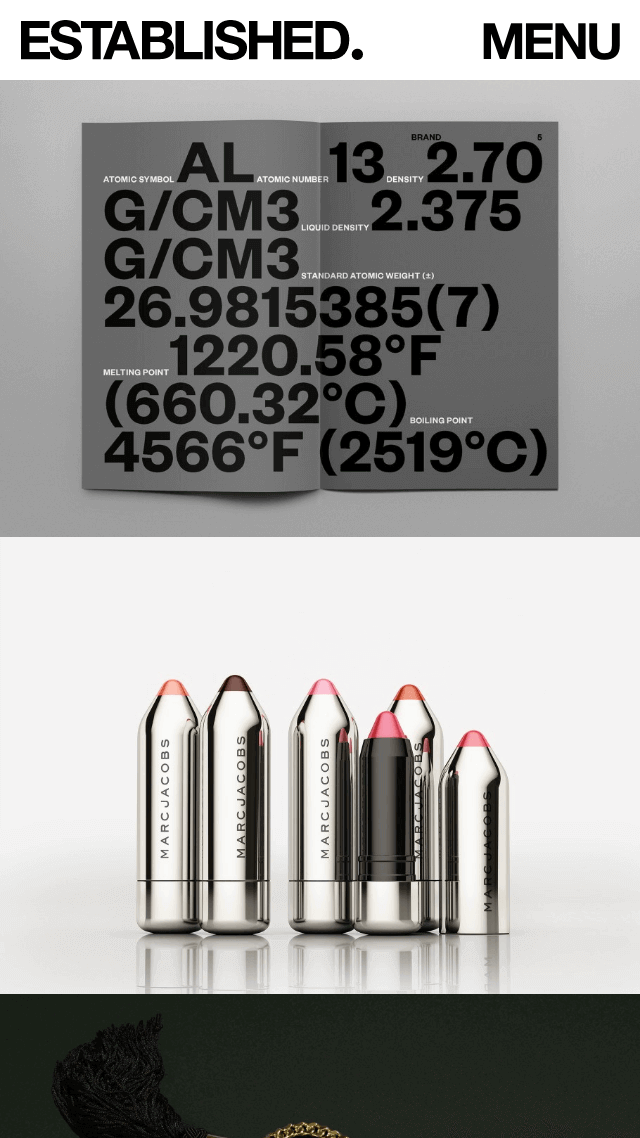 ESTABLISHED. MENU
BRAND 5
ATOMIC SYMBOL AL ATOMIC NUMBER 13 DENSITY 2.70
G/CM3 LIQUID DENSITY 2.375
G/CM3 STANDARD ATOMIC WEIGHT (±)
26.9815385(7)
MELTING POINT 1220.58°F
(660.32°C) BOILING POINT
4566°F (2519°C)
MARCJACOBS
MARCJACOBS
MARCJACOBS
MARCJACOBS
MARCJACOBS